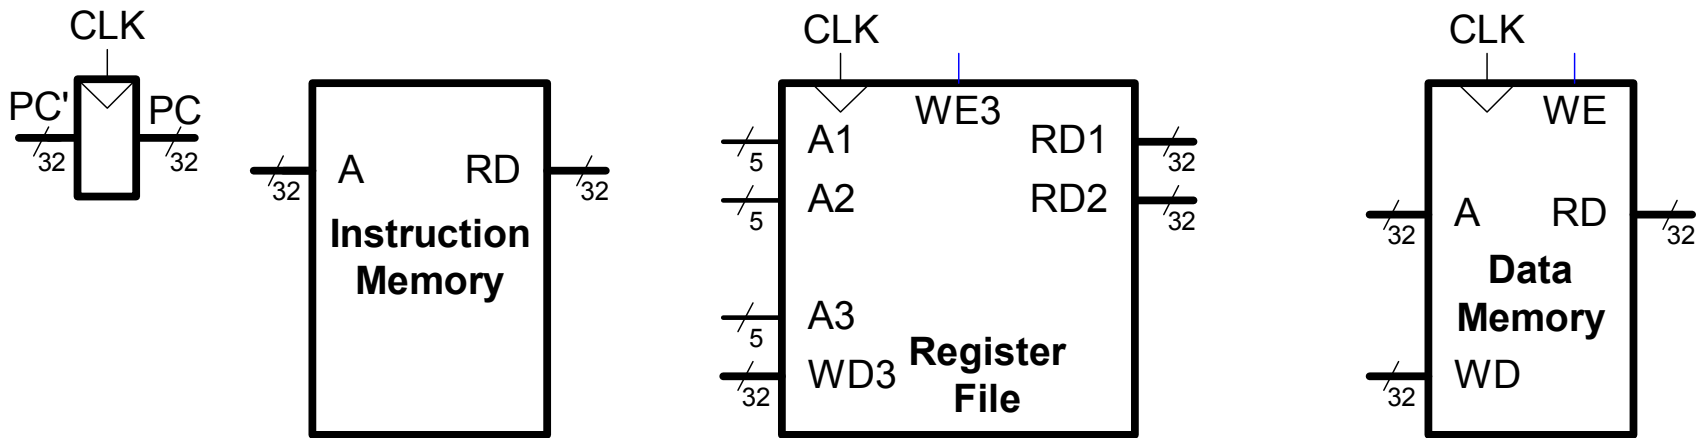 CLK
PC'
PC
32
32
A
RD
32
32
Instruction
Memory
CLK
WE3
A1
RD1
5
32
A2
RD2
5
32
A3
5
WD3
32
Register
File
CLK
WE
A
RD
32
32
Data
Memory
WD
32